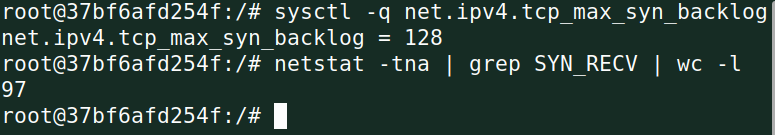 root@37bf6afd254f:/# sysctl -q net.ipv4.tcp_max_syn_backlog
net.ipv4.tcp_max_syn_backlog = 128
root@37bf6afd254f:/# netstat -tna | grep SYN_RECV | wc -l
97
root@37bf6afd254f:/#